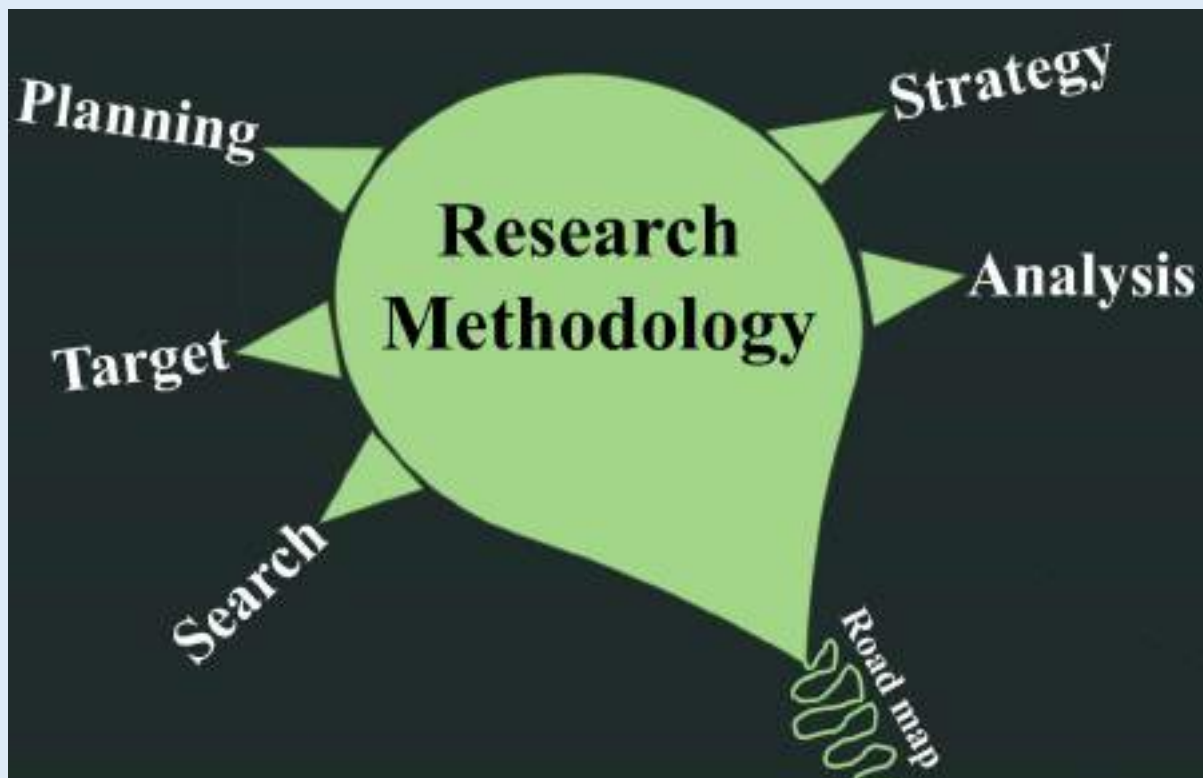 Planning
Strategy
Research
Methodology
Analysis
Target
Search
Road map